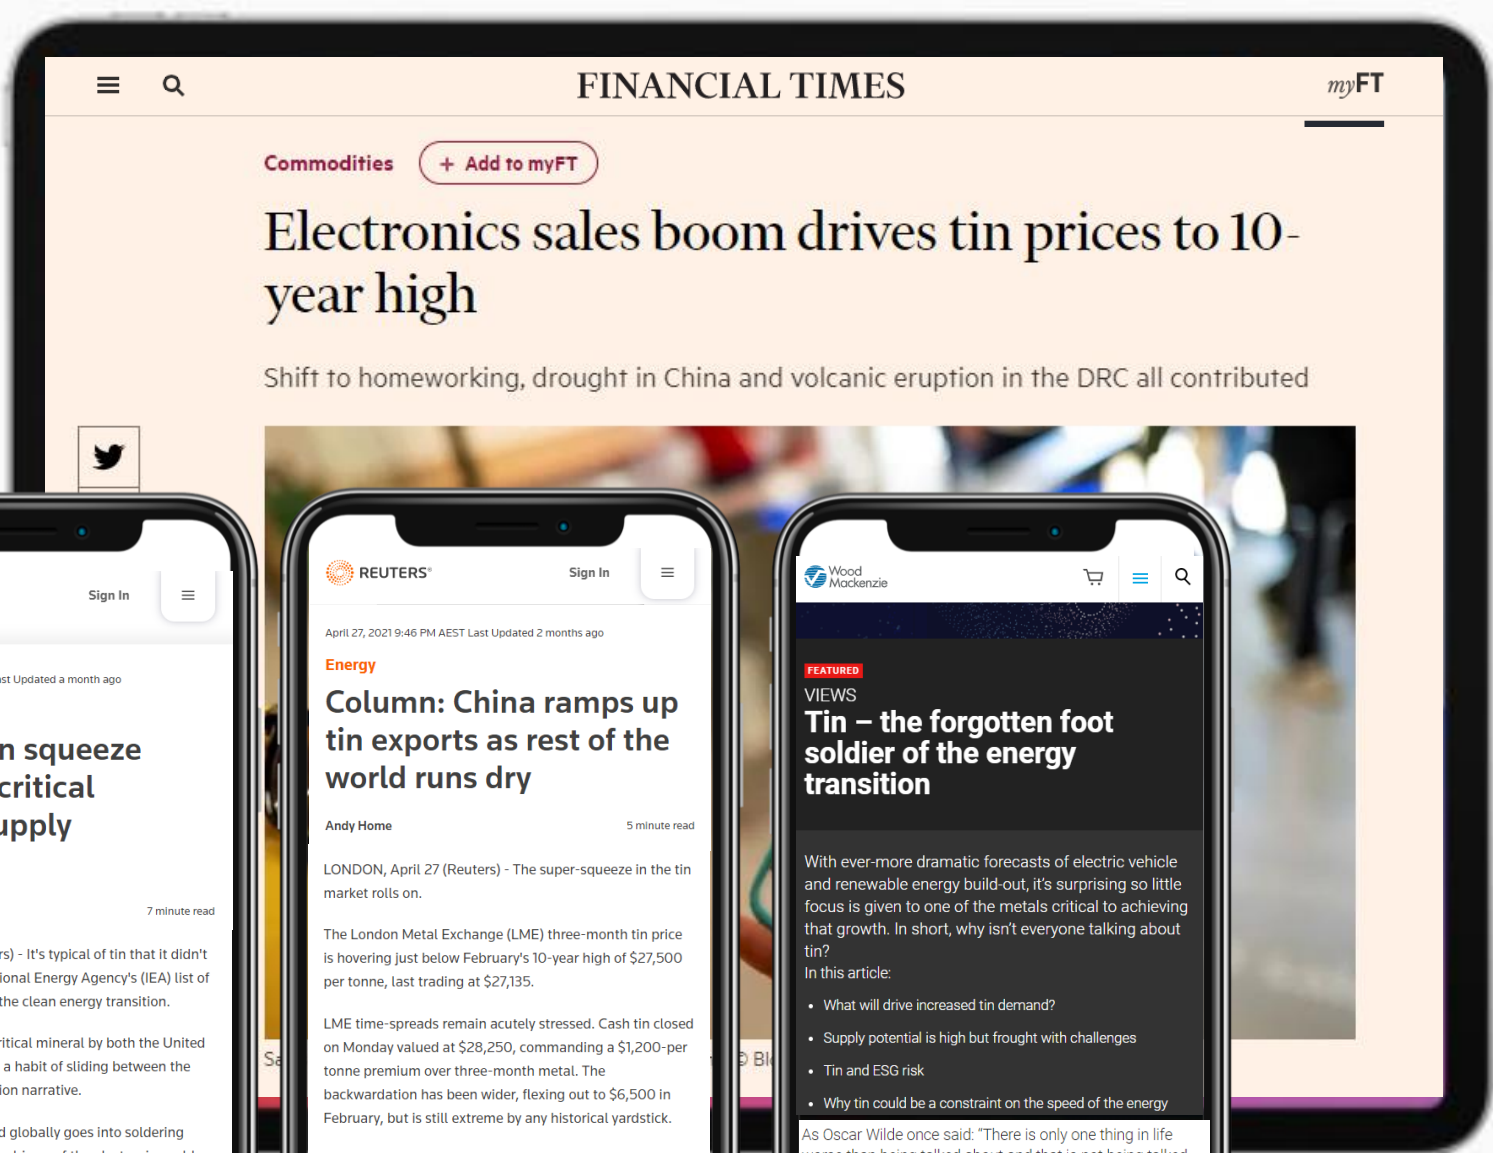 FINANCIAL TIMES
myFT
Commodities
+ Add to myFT
Electronics sales boom drives tin prices to 10-
year high
Shift to homeworking, drought in China and volcanic eruption in the DRC all contributed
Sign In
Updated a month ago
squeeze
critical
7 minute read
- It's typical of tin that it didn't
Energy Agency's (IEA) list of
the clean energy transition.
mineral by both the United
a habit of sliding between the
narrative.
globally goes into soldering
REUTERS
Sign In
April 27, 2021 9:46 PM AEST Last Updated 2 months ago
Energy
Column: China ramps up
tin exports as rest of the
world runs dry
Andy Home
5 minute read
LONDON, April 27 (Reuters) - The super-squeeze in the tin
market rolls on.
The London Metal Exchange (LME) three-month tin price
is hovering just below February's 10-year high of $27,500
per tonne, last trading at $27,135.
LME time-spreads remain acutely stressed. Cash tin closed
on Monday valued at $28,250, commanding a $1,200-per
tonne premium over three-month metal. The
backwardation has been wider, flexing out to $6,500 in
February, but is still extreme by any historical yardstick.
Wood
Mackenzie
FEATURED
VIEWS
Tin – the forgotten foot
soldier of the energy
transition
With ever-more dramatic forecasts of electric vehicle
and renewable energy build-out, it's surprising so little
focus is given to one of the metals critical to achieving
that growth. In short, why isn't everyone talking about
tin?
In this article:
• What will drive increased tin demand?
• Supply potential is high but frought with challenges
• Tin and ESG risk
• Why tin could be a constraint on the speed of the energy
As Oscar Wilde once said: "There is only one thing in life